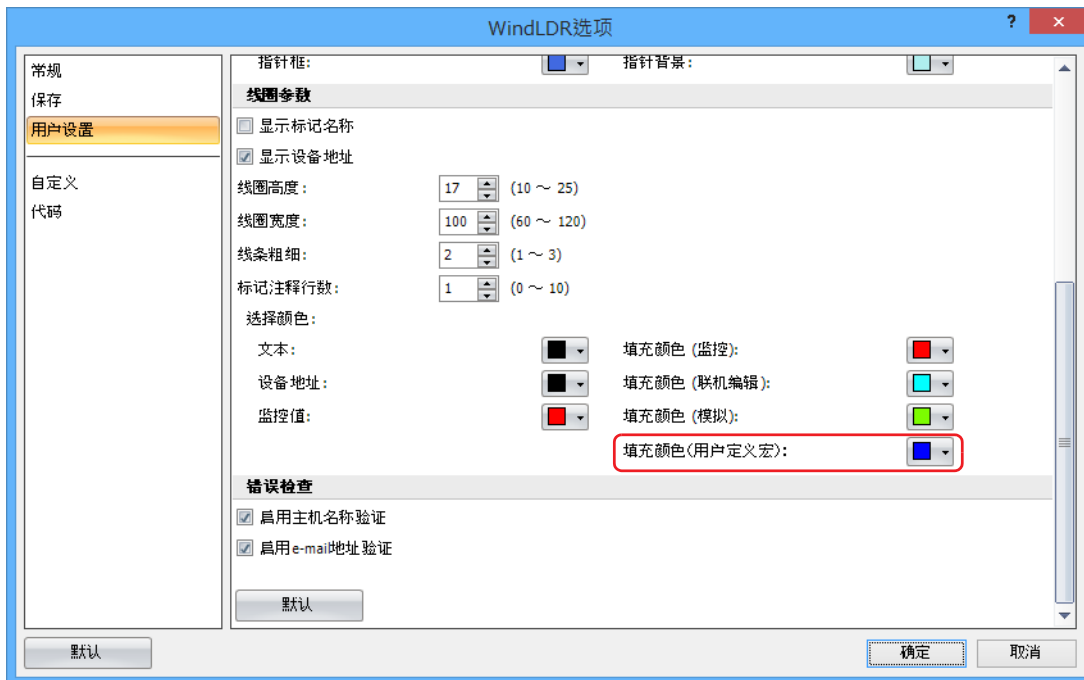 WindLDR选项
?
常规
保存
用户设置
自定义
代码
指针框:
指针背景:
线圈参数
显示标记名称
显示设备地址
线圈高度: 17 (10 ~ 25)
线圈宽度: 100 (60 ~ 120)
线条粗细: 2 (1 ~ 3)
标记注释行数: 1 (0 ~ 10)
选择颜色:
文本: 填充颜色 (监控):
设备地址: 填充颜色 (联机编辑):
监控值: 填充颜色 (模拟):
填充颜色(用户定义宏):
错误检查
启用主机名称验证
启用e-mail地址验证
默认
默认 确定 取消